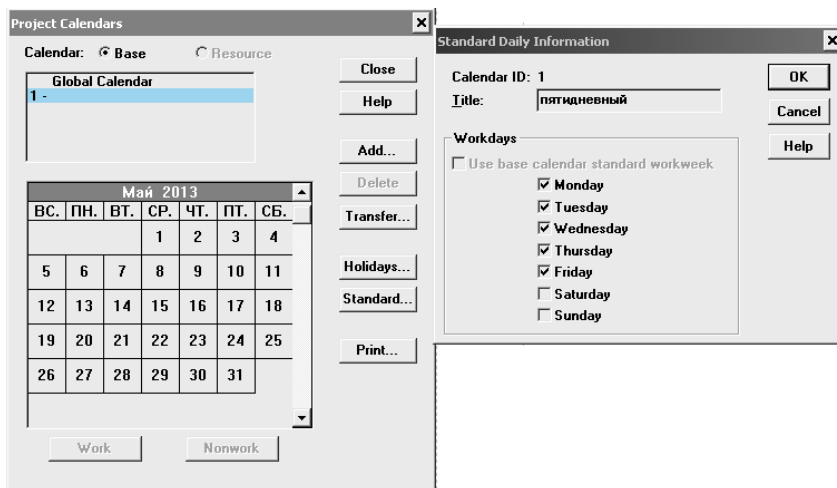 Project Calendars
Calendar: Base Resource
Global Calendar
1 -
Close
Help
Add...
Delete
Transfer...
Holidays...
Standard...
Print...
Май 2013
ВС. ПН. ВТ. СР. ЧТ. ПТ. СБ.
1 2 3 4
5 6 7 8 9 10 11
12 13 14 15 16 17 18
19 20 21 22 23 24 25
26 27 28 29 30 31
Work Nonwork
Standard Daily Information
Calendar ID: 1
Title: пятидневный
OK
Cancel
Help
Workdays
Use base calendar standard workweek
Monday
Tuesday
Wednesday
Thursday
Friday
Saturday
Sunday